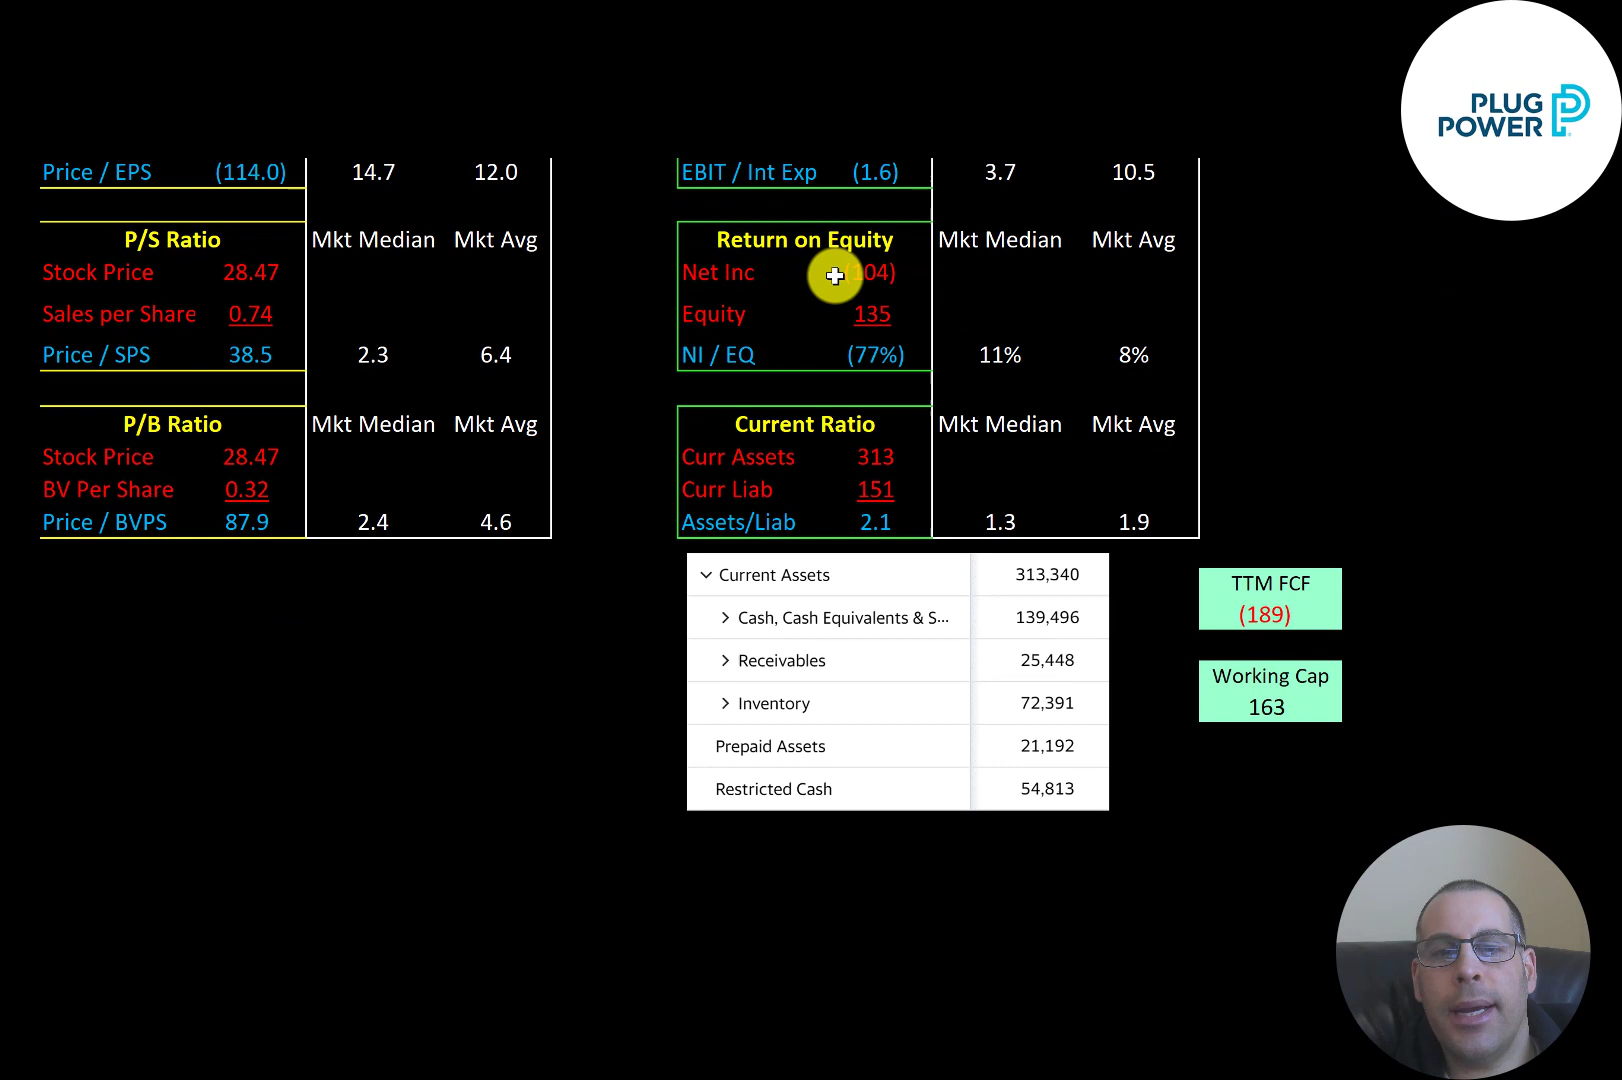 PLUG
POWER
Price / EPS (114.0) 14.7 12.0
P/S Ratio Mkt Median Mkt Avg
Stock Price 28.47
Sales per Share 0.74
Price / SPS 38.5 2.3 6.4
P/B Ratio Mkt Median Mkt Avg
Stock Price 28.47
BV Per Share 0.32
Price / BVPS 87.9 2.4 4.6
EBIT / Int Exp (1.6) 3.7 10.5
Return on Equity Mkt Median Mkt Avg
Net Inc (104)
Equity 135
NI / EQ (77%) 11% 8%
Current Ratio Mkt Median Mkt Avg
Curr Assets 313
Curr Liab 151
Assets/Liab 2.1 1.3 1.9
Current Assets 313,340
Cash, Cash Equivalents & S... 139,496
Receivables 25,448
Inventory 72,391
Prepaid Assets 21,192
Restricted Cash 54,813
TTM FCF
(189)
Working Cap
163